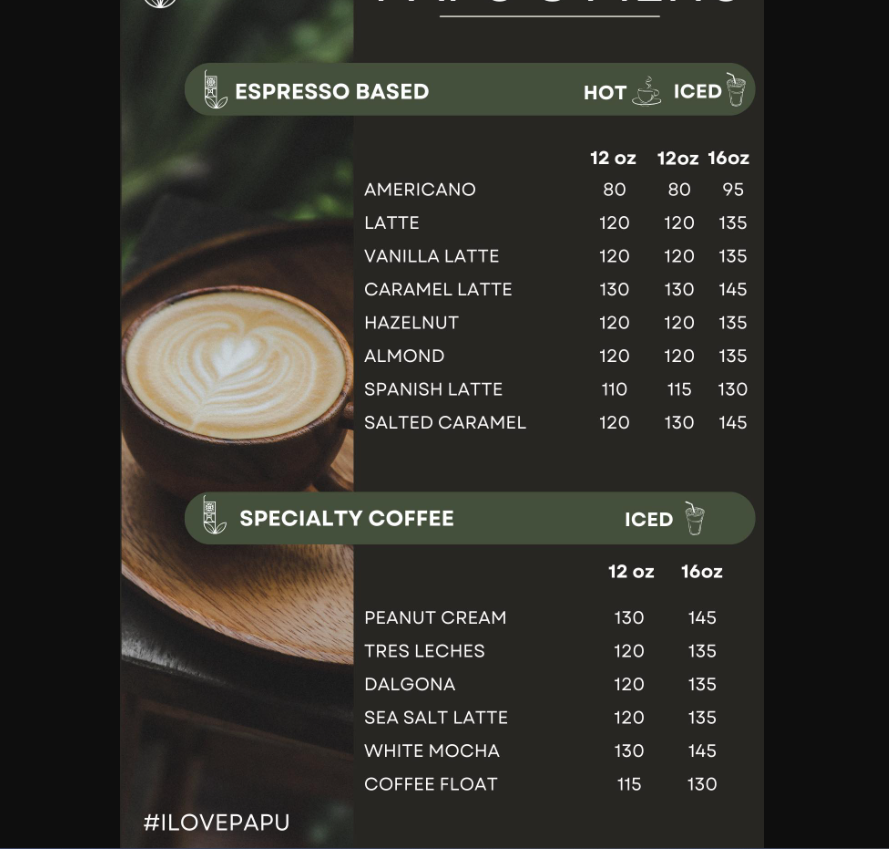 ESPRESSO BASED HOT ICED
12 oz 12oz 16oz
AMERICANO 80 80 95
LATTE 120 120 135
VANILLA LATTE 120 120 135
CARAMEL LATTE 130 130 145
HAZELNUT 120 120 135
ALMOND 120 120 135
SPANISH LATTE 110 115 130
SALTED CARAMEL 120 130 145
SPECIALTY COFFEE ICED
12 oz 16oz
PEANUT CREAM 130 145
TRES LECHES 120 135
DALGONA 120 135
SEA SALT LATTE 120 135
WHITE MOCHA 130 145
COFFEE FLOAT 115 130
#ILOVEPAPU